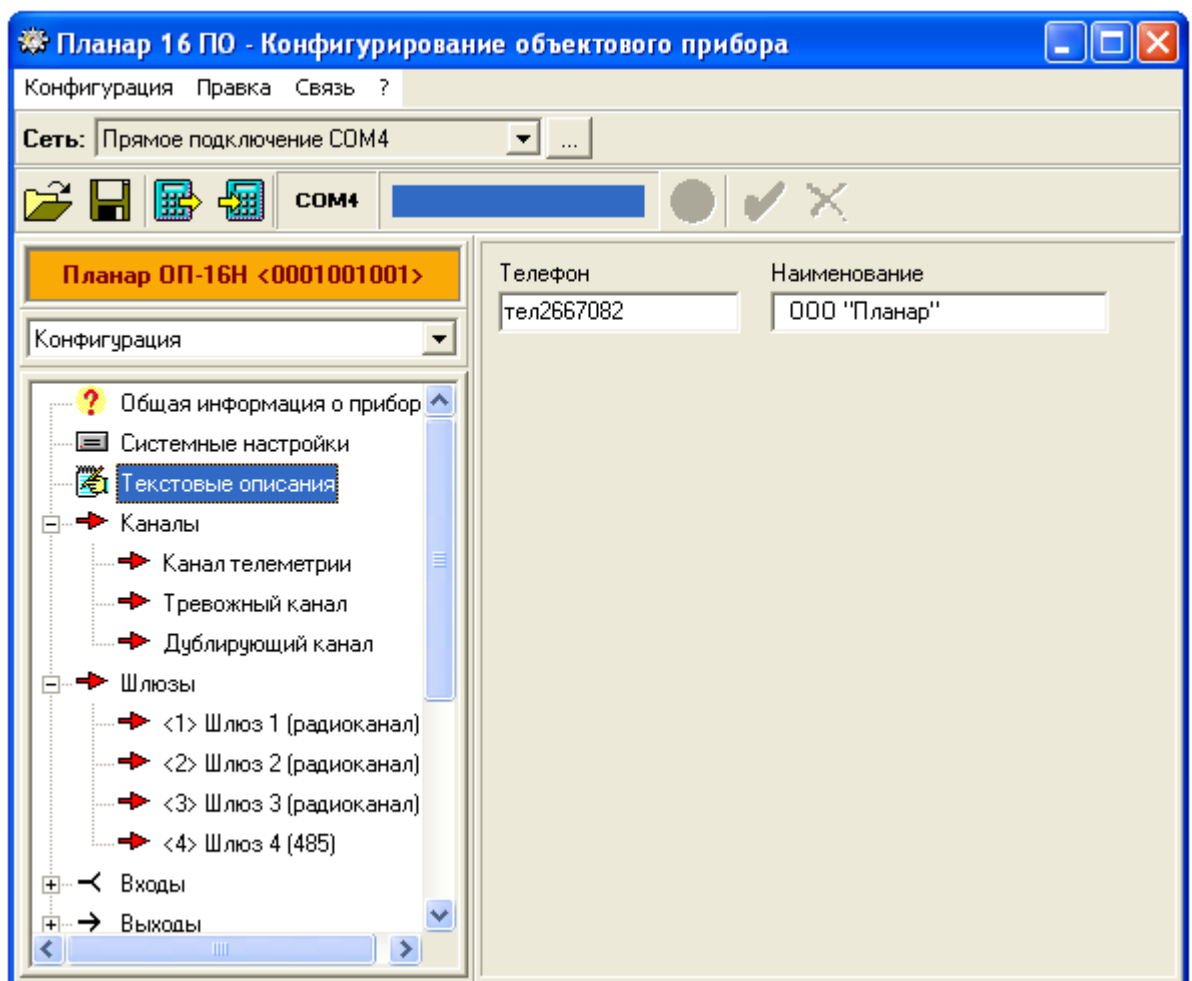 Планар 16 ПО - Конфигурирование объектового прибора
Конфигурация Правка Связь ?
Сеть: Прямое подключение COM4 ...
COM4
Планар ОП-16Н <0001001001>
Конфигурация
Общая информация о прибор
Системные настройки
Текстовые описания
Каналы
Канал телеметрии
Тревожный канал
Дублирующий канал
Шлюзы
<1> Шлюз 1 (радиоканал)
<2> Шлюз 2 (радиоканал)
<3> Шлюз 3 (радиоканал)
<4> Шлюз 4 (485)
Входы
Выходы
Телефон Наименование
тел2667082 ООО "Планар"